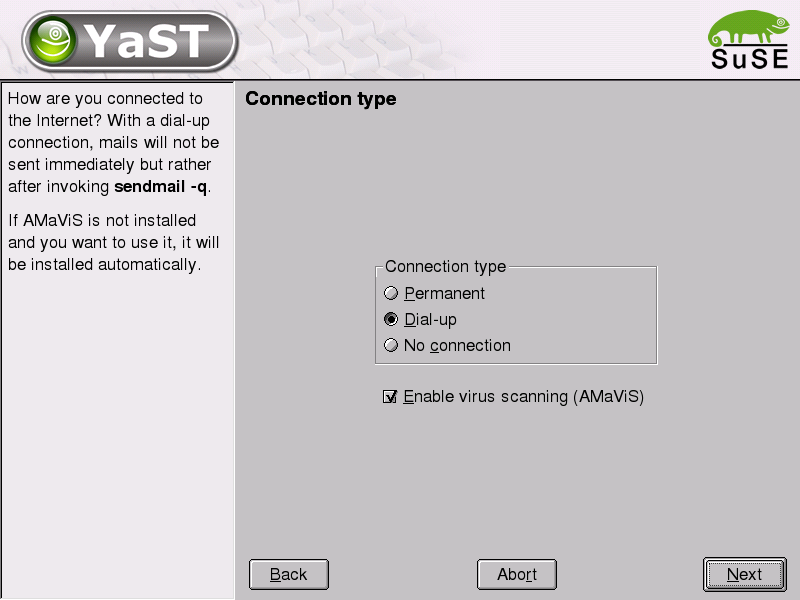 YaST
SuSE
How are you connected to
the Internet? With a dial-up
connection, mails will not be
sent immediately but rather
after invoking sendmail -q.
If AMaViS is not installed
and you want to use it, it will
be installed automatically.
Connection type
Connection type
Permanent
Dial-up
No connection
Enable virus scanning (AMaViS)
Back
Abort
Next